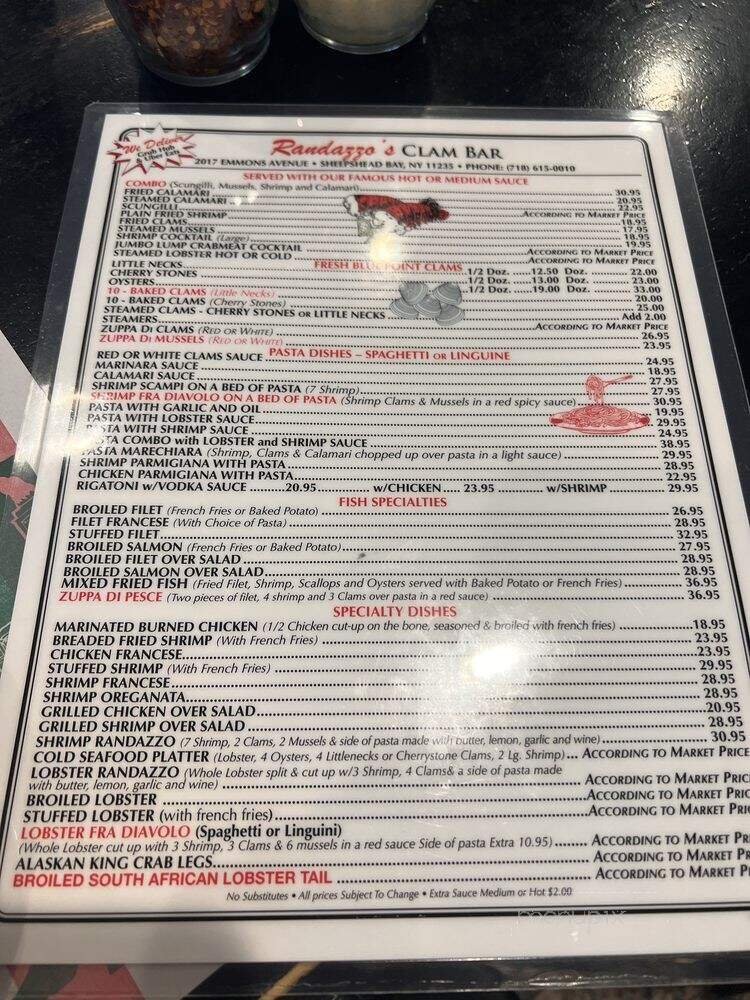 We Deliver
Grub Hub
& Uber Eats
Randazzo's CLAM BAR
2017 EMMONS AVENUE • SHEEPSHEAD BAY, NY 11235 • PHONE: (718) 615-0010
SERVED WITH OUR FAMOUS HOT OR MEDIUM SAUCE
COMBO (Scungilli, Mussels, Shrimp and Calamari) 30.95
FRIED CALAMARI 20.95
STEAMED CALAMARI 22.95
SCUNGILLI ACCORDING TO MARKET PRICE
PLAIN FRIED SHRIMP 18.95
FRIED CLAMS 17.95
STEAMED MUSSELS 18.95
SHRIMP COCKTAIL (Large) 19.95
JUMBO LUMP CRABMEAT COCKTAIL ACCORDING TO MARKET PRICE
STEAMED LOBSTER HOT OR COLD ACCORDING TO MARKET PRICE
FRESH BLUEPOINT CLAMS
LITTLE NECKS 1/2 Doz. 12.50 Doz. 22.00
CHERRY STONES 1/2 Doz. 13.00 Doz. 23.00
OYSTERS 1/2 Doz. 19.00 Doz. 33.00
10 - BAKED CLAMS (Little Necks) 20.00
10 - BAKED CLAMS (Cherry Stones) 25.00
STEAMED CLAMS - CHERRY STONES OR LITTLE NECKS Add 2.00
STEAMERS ACCORDING TO MARKET PRICE
ZUPPA DI CLAMS (RED OR WHITE) 26.95
ZUPPA DI MUSSELS (RED OR WHITE) 23.95
PASTA DISHES – SPAGHETTI OR LINGUINE
RED OR WHITE CLAMS SAUCE 24.95
MARINARA SAUCE 18.95
CALAMARI SAUCE 27.95
SHRIMP SCAMPI ON A BED OF PASTA (7 Shrimp) 27.95
SHRIMP FRA DIAVOLO ON A BED OF PASTA (Shrimp Clams & Mussels in a red spicy sauce) 30.95
PASTA WITH GARLIC AND OIL 19.95
PASTA WITH LOBSTER SAUCE 29.95
PASTA WITH SHRIMP SAUCE 24.95
PASTA COMBO with LOBSTER and SHRIMP SAUCE 38.95
PASTA MARECHIARA (Shrimp, Clams & Calamari chopped up over pasta in a light sauce) 29.95
SHRIMP PARMIGIANA WITH PASTA 28.95
CHICKEN PARMIGIANA WITH PASTA 22.95
RIGATONI w/VODKA SAUCE 20.95 w/CHICKEN 23.95 w/SHRIMP 29.95
FISH SPECIALTIES
BROILED FILET (French Fries or Baked Potato) 26.95
FILET FRANCESE (With Choice of Pasta) 28.95
STUFFED FILET 32.95
BROILED SALMON (French Fries or Baked Potato) 27.95
BROILED FILET OVER SALAD 28.95
BROILED SALMON OVER SALAD 28.95
MIXED FRIED FISH (Fried Filet, Shrimp, Scallops and Oysters served with Baked Potato or French Fries) 36.95
ZUPPA DI PESCE (Two pieces of filet, 4 shrimp and 3 Clams over pasta in a red sauce) 36.95
SPECIALTY DISHES
MARINATED BURNED CHICKEN (1/2 Chicken cut-up on the bone, seasoned & broiled with french fries) 18.95
BREADED FRIED SHRIMP (With French Fries) 23.95
CHICKEN FRANCESE 23.95
STUFFED SHRIMP (With French Fries) 29.95
SHRIMP FRANCESE 28.95
SHRIMP OREGANATA 28.95
GRILLED CHICKEN OVER SALAD 20.95
GRILLED SHRIMP OVER SALAD 28.95
SHRIMP RANDAZZO (7 Shrimp, 2 Clams, 2 Mussels & side of pasta made with butter, lemon, garlic and wine) 30.95
COLD SEAFOOD PLATTER (Lobster, 4 Oysters, 4 Littlenecks or Cherrystone Clams, 2 Lg. Shrimp) ACCORDING TO MARKET PRICE
LOBSTER RANDAZZO (Whole Lobster split & cut up w/3 Shrimp, 4 Clams& a side of pasta made
with butter, lemon, garlic and wine) ACCORDING TO MARKET PRIC
BROILED LOBSTER ACCORDING TO MARKET PRIC
STUFFED LOBSTER (with french fries) ACCORDING TO MARKET PRIC
LOBSTER FRA DIAVOLO (Spaghetti or Linguini)
(Whole Lobster cut up with 3 Shrimp, 3 Clams & 6 mussels in a red sauce Side of pasta Extra 10.95) ACCORDING TO MARKET PR
ALASKAN KING CRAB LEGS ACCORDING TO MARKET PR
BROILED SOUTH AFRICAN LOBSTER TAIL ACCORDING TO MARKET P
No Substitutes • All prices Subject To Change • Extra Sauce Medium or Hot $2.00